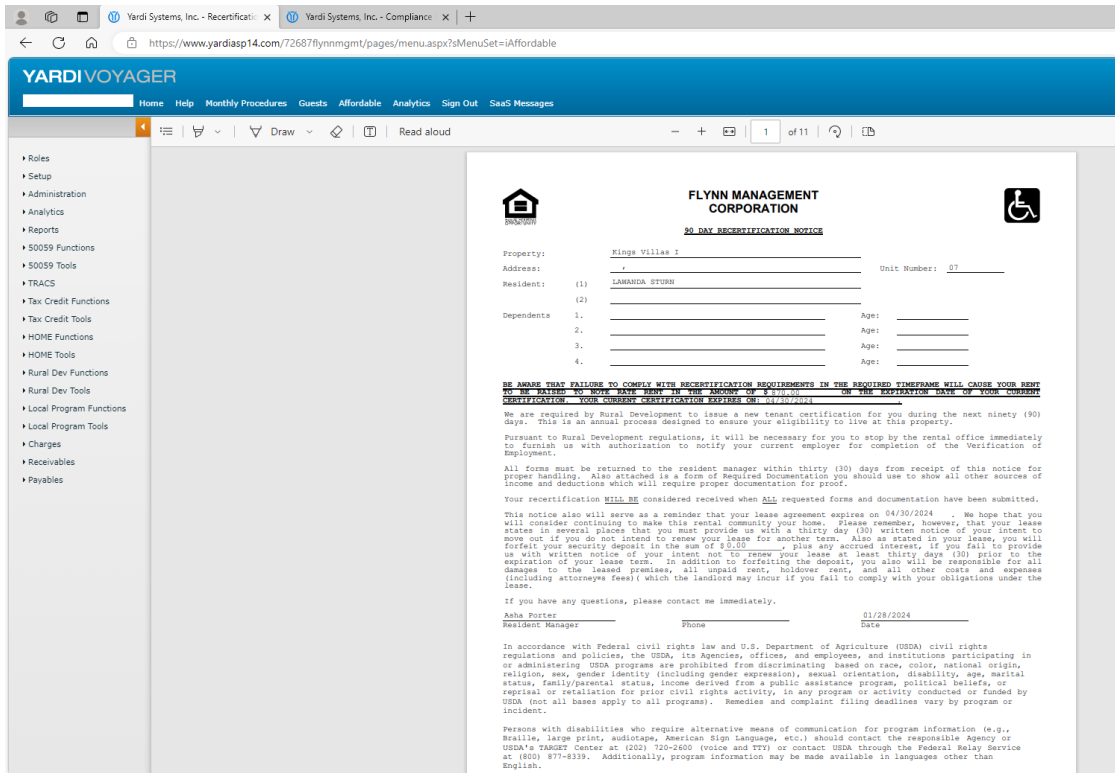 Yardi Systems, Inc. - Recertificatio
Yardi Systems, Inc. - Compliance
https://www.yardiasp14.com/72687flynnmgmt/pages/menu.aspx?sMenuSet=iAffordable
YARDI VOYAGER
Home Help Monthly Procedures Guests Affordable Analytics Sign Out SaaS Messages
Draw
Read aloud
1 of 11
Roles
Setup
Administration
Analytics
Reports
50059 Functions
50059 Tools
TRACS
Tax Credit Functions
Tax Credit Tools
HOME Functions
HOME Tools
Rural Dev Functions
Rural Dev Tools
Local Program Functions
Local Program Tools
Charges
Receivables
Payables
FLYNN MANAGEMENT
CORPORATION
90 DAY RECERTIFICATION NOTICE
Property: Kings Villas I
Address: , Unit Number: 07
Resident: (1) LAWANDA STURN
(2)
Dependents 1. Age:
2. Age:
3. Age:
4. Age:
BE AWARE THAT FAILURE TO COMPLY WITH RECERTIFICATION REQUIREMENTS IN THE REQUIRED TIMEFRAME WILL CAUSE YOUR RENT
TO BE RAISED TO NOTE RATE RENT IN THE AMOUNT OF $ 870.00 ON THE EXPIRATION DATE OF YOUR CURRENT
CERTIFICATION. YOUR CURRENT CERTIFICATION EXPIRES ON: 04/30/2024 .
We are required by Rural Development to issue a new tenant certification for you during the next ninety (90)
days. This is an annual process designed to ensure your eligibility to live at this property.
Pursuant to Rural Development regulations, it will be necessary for you to stop by the rental office immediately
to furnish us with authorization to notify your current employer for completion of the Verification of
Employment.
All forms must be returned to the resident manager within thirty (30) days from receipt of this notice for
proper handling. Also attached is a form of Required Documentation you should use to show all other sources of
income and deductions which will require proper documentation for proof.
Your recertification WILL BE considered received when ALL requested forms and documentation have been submitted.
This notice also will serve as a reminder that your lease agreement expires on 04/30/2024 . We hope that you
will consider continuing to make this rental community your home. Please remember, however, that your lease
states in several places that you must provide us with a thirty day (30) written notice of your intent to
move out if you do not intend to renew your lease for another term. Also as stated in your lease, you will
forfeit your security deposit in the sum of $ 0.00 , plus any accrued interest, if you fail to provide
us with written notice of your intent not to renew your lease at least thirty days (30) prior to the
expiration of your lease term. In addition to forfeiting the deposit, you also will be responsible for all
damages to the leased premises, all unpaid rent, holdover rent, and all other costs and expenses
(including attorney¤s fees)( which the landlord may incur if you fail to comply with your obligations under the
lease.
If you have any questions, please contact me immediately.
Asha Porter 01/28/2024
Resident Manager Phone Date
In accordance with Federal civil rights law and U.S. Department of Agriculture (USDA) civil rights
regulations and policies, the USDA, its Agencies, offices, and employees, and institutions participating in
or administering USDA programs are prohibited from discriminating based on race, color, national origin,
religion, sex, gender identity (including gender expression), sexual orientation, disability, age, marital
status, family/parental status, income derived from a public assistance program, political beliefs, or
reprisal or retaliation for prior civil rights activity, in any program or activity conducted or funded by
USDA (not all bases apply to all programs). Remedies and complaint filing deadlines vary by program or
incident.
Persons with disabilities who require alternative means of communication for program information (e.g.,
Braille, large print, audiotape, American Sign Language, etc.) should contact the responsible Agency or
USDA's TARGET Center at (202) 720-2600 (voice and TTY) or contact USDA through the Federal Relay Service
at (800) 877-8339. Additionally, program information may be made available in languages other than
English.